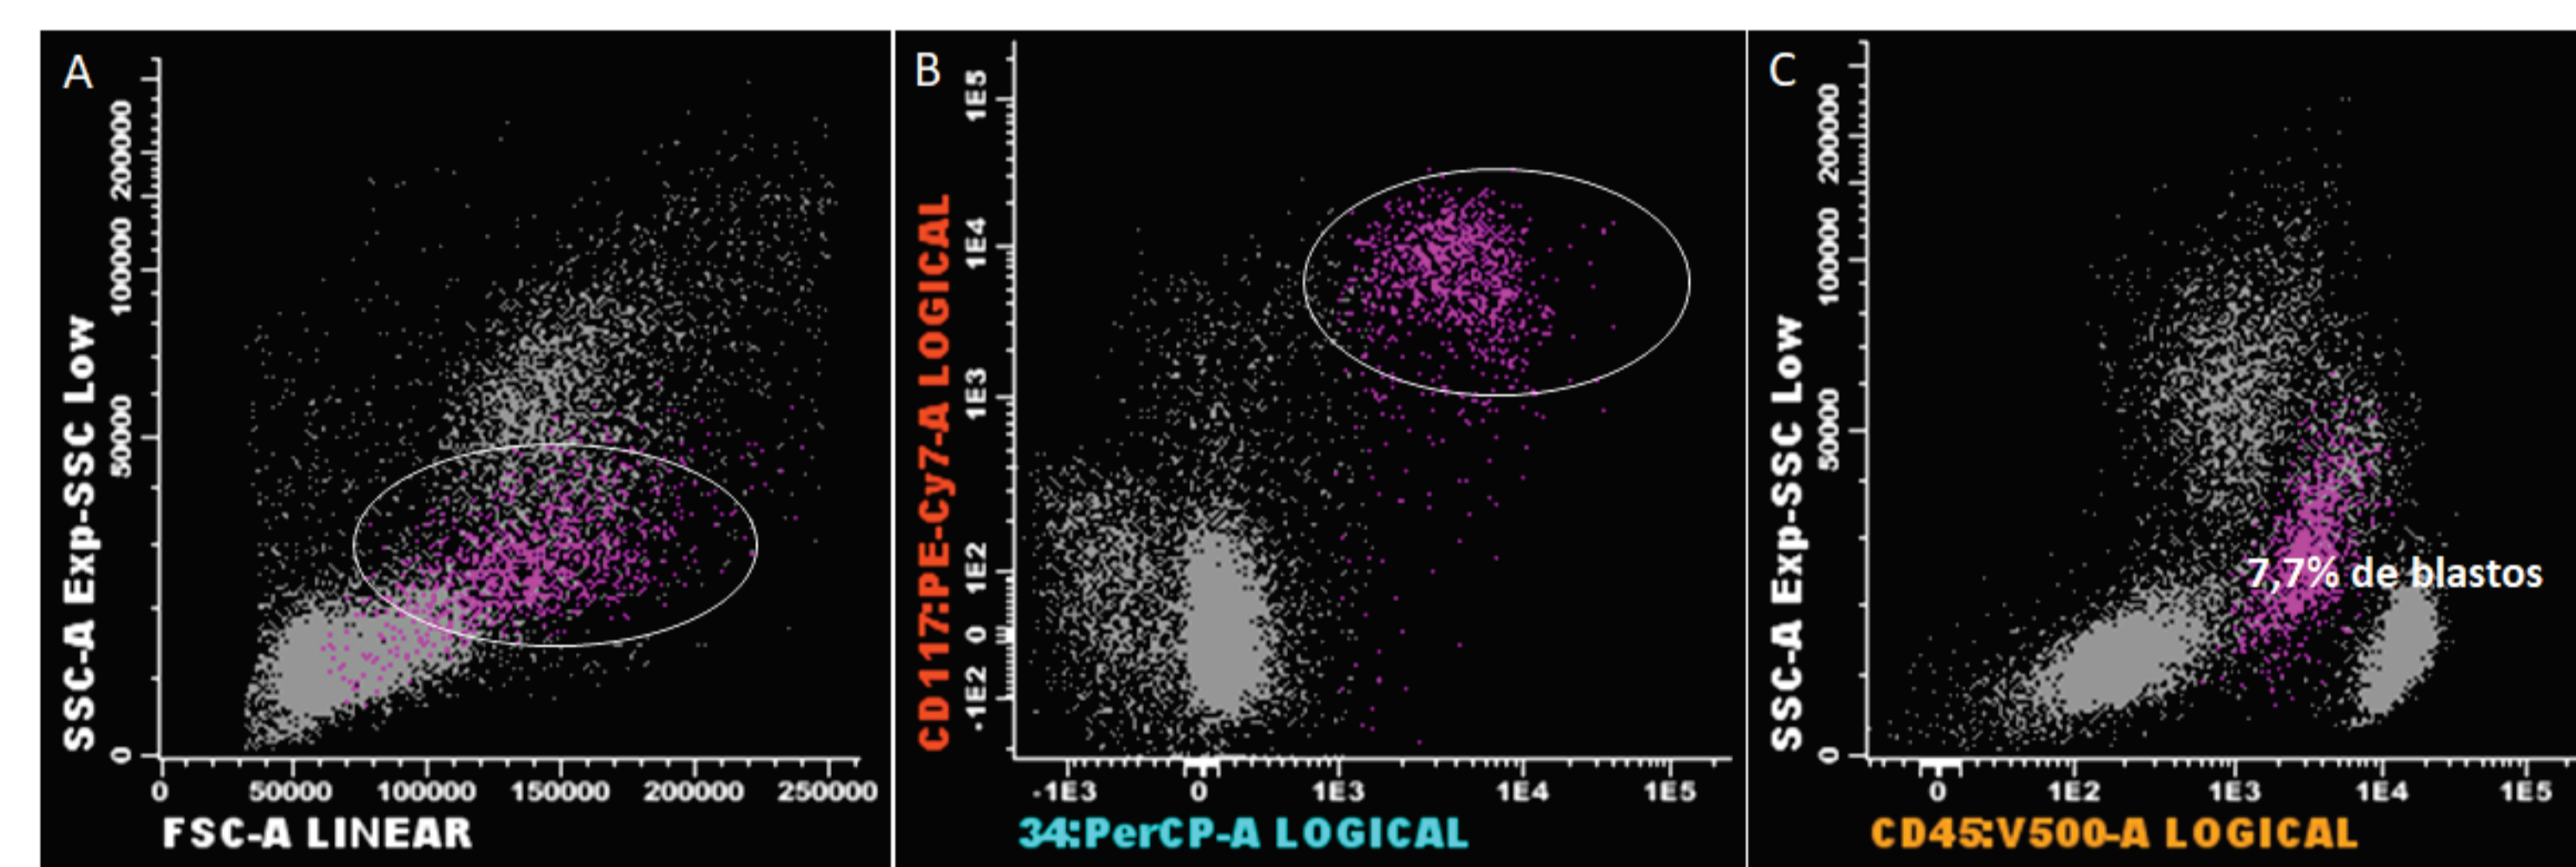 A
SSC-A Exp-SSC Low
200000
100000
50000
0
0 50000 100000 150000 200000 250000
FSC-A LINEAR
B
CD117:PE-Cy7-A LOGICAL
1E5
1E4
1E3
1E2
0
-1E2
-1E3 0 1E3 1E4 1E5
34:PerCP-A LOGICAL
C
SSC-A Exp-SSC Low
200000
100000
50000
0
7,7% de blastos
0 1E2 1E3 1E4 1E5
CD45:V500-A LOGICAL